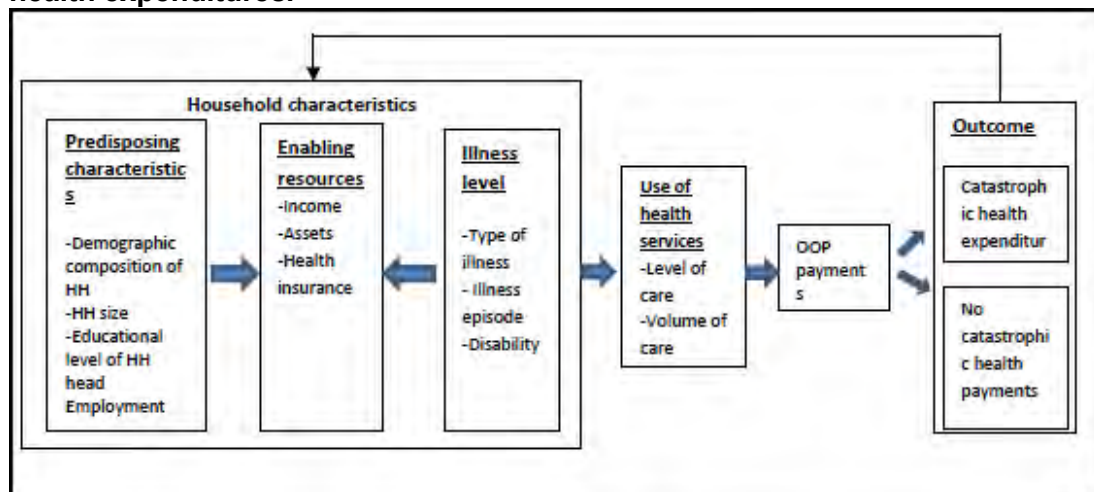 health expenditures.
Household characteristics
Predisposing
characteristic
s
-Demographic
composition of
HH
-HH size
-Educational
level of HH
head
Employment
Enabling
resources
-Income
-Assets
-Health
insurance
Illness
level
-Type of
illness
- Illness
episode
-Disability
Use of
health
services
-Level of
care
-Volume of
care
OOP
payment
s
Outcome
Catastroph
ic health
expenditur
No
catastrophi
c health
payments